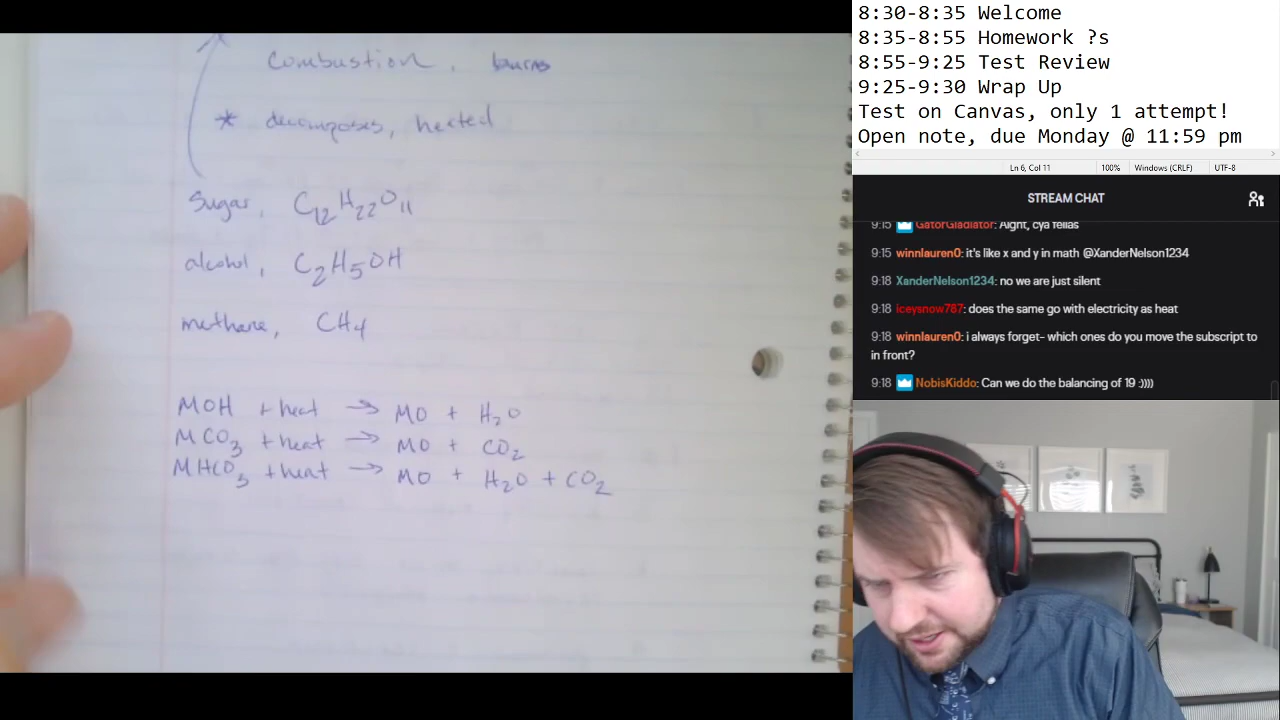 combustion, burns
* decomposes, heated
sugar, C12H22O11
alcohol, C2H5OH
methane, CH4
MOH + heat → MO + H2O
MCO3 + heat → MO + CO2
MHCO3 + heat → MO + H2O + CO2
8:30-8:35 Welcome
8:35-8:55 Homework ?s
8:55-9:25 Test Review
9:25-9:30 Wrap Up
Test on Canvas, only 1 attempt!
Open note, due Monday @ 11:59 pm
Ln 6, Col 11 100% Windows (CRLF) UTF-8
STREAM CHAT
9:15 GatorGladiator: Aight, cya fellas
9:15 winnlauren0: it's like x and y in math @XanderNelson1234
9:18 XanderNelson1234: no we are just silent
9:18 iceysnow787: does the same go with electricity as heat
9:18 winnlauren0: i always forget- which ones do you move the subscript to
in front?
9:18 NobisKiddo: Can we do the balancing of 19 :))))